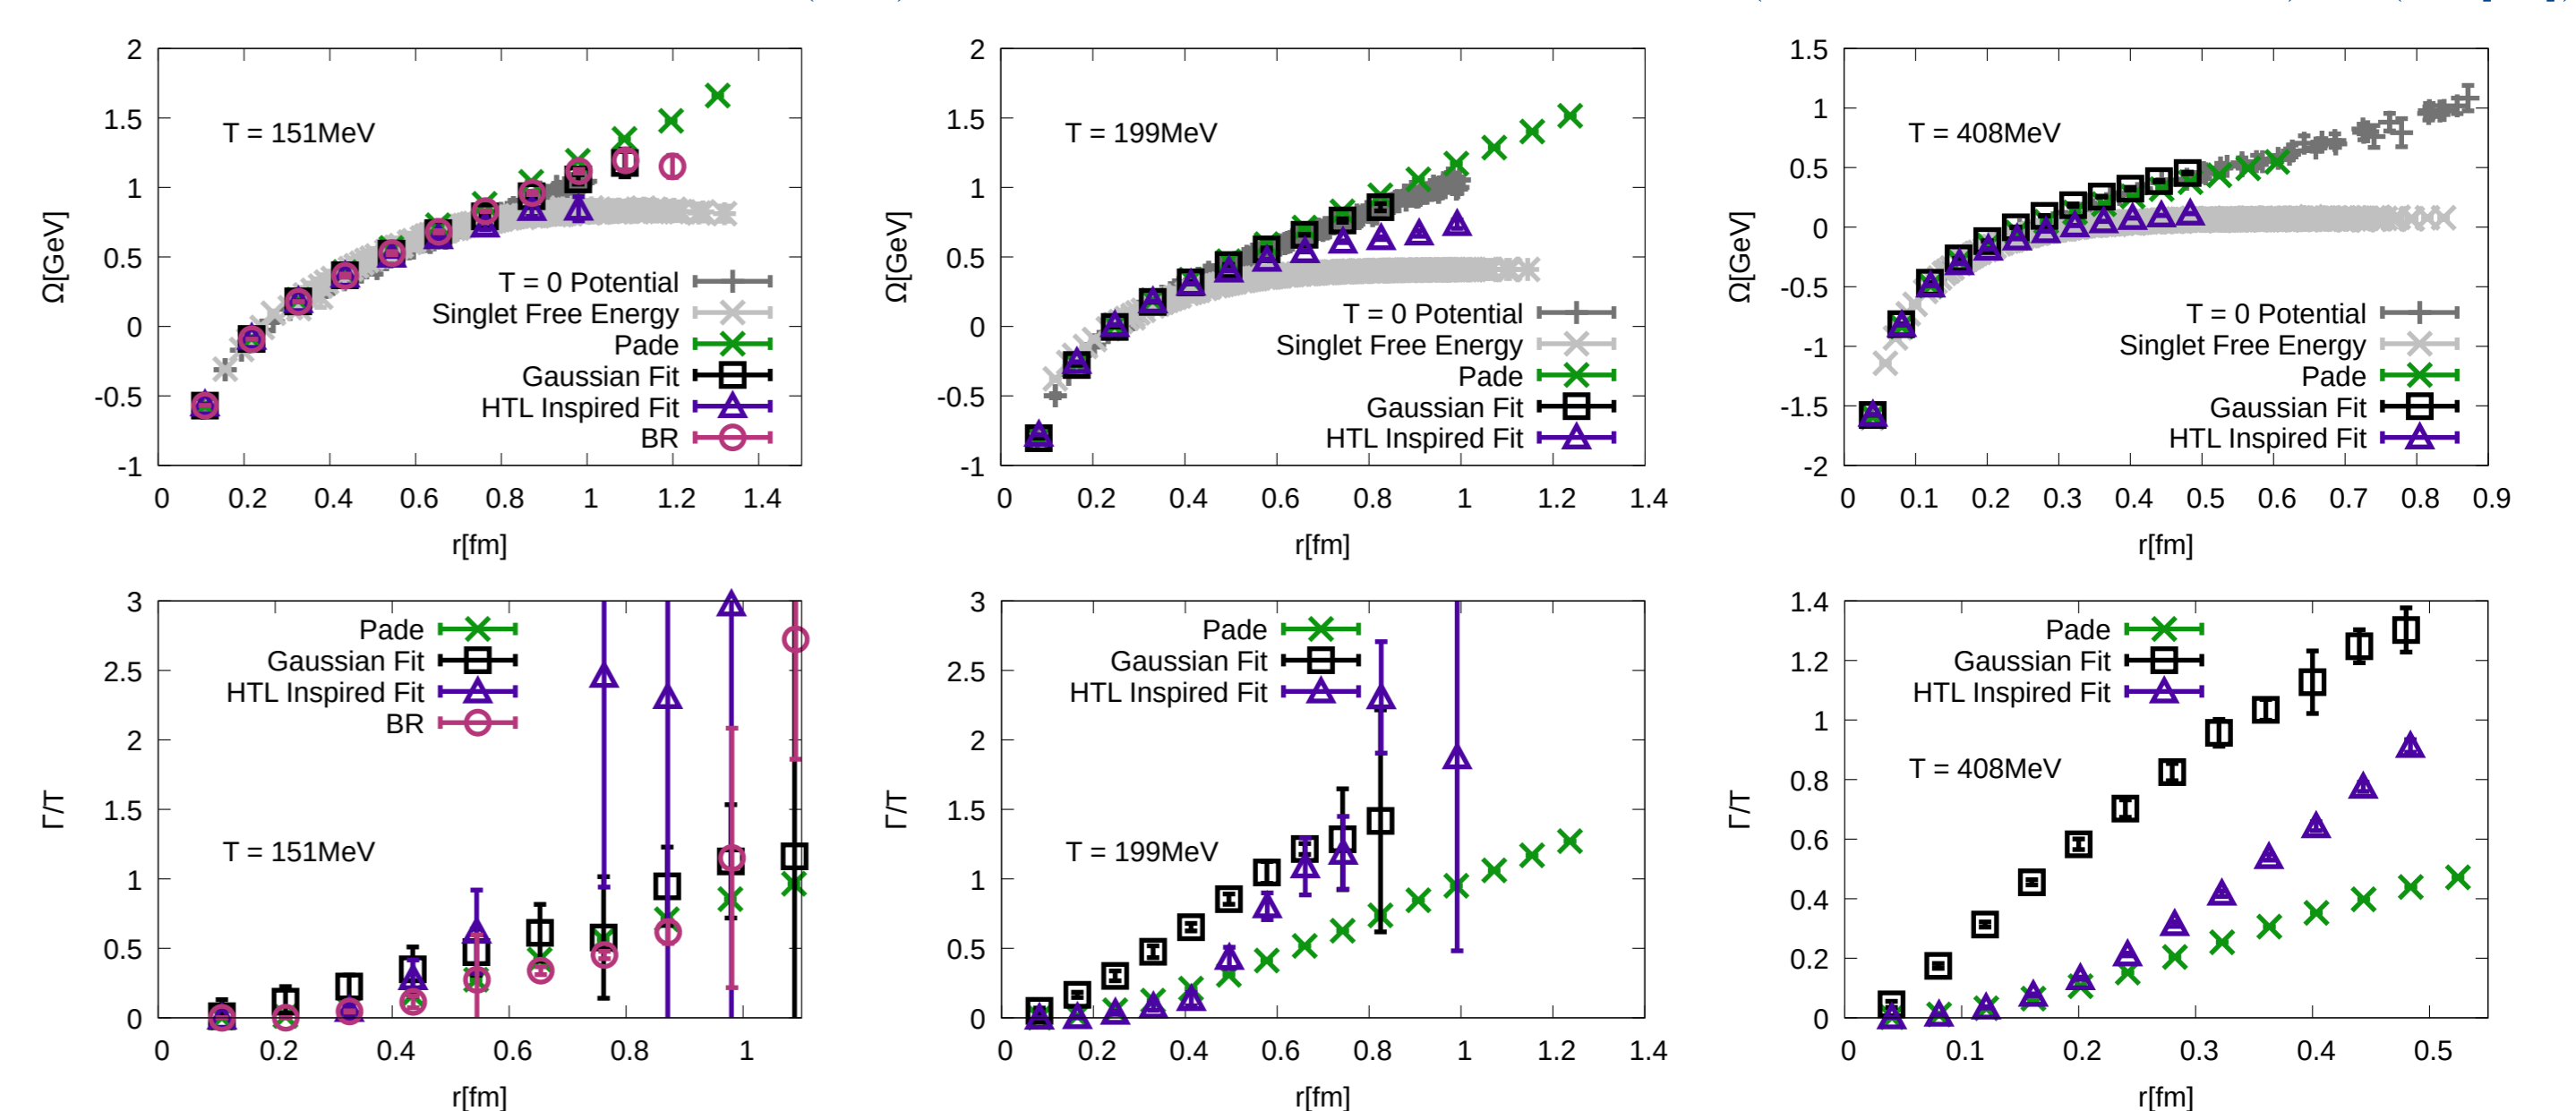 2
1.5
1
0.5
0
-0.5
-1
Ω[GeV]
T = 151MeV
T = 0 Potential
Singlet Free Energy
Pade
Gaussian Fit
HTL Inspired Fit
BR
0 0.2 0.4 0.6 0.8 1 1.2 1.4
r[fm]
2
1.5
1
0.5
0
-0.5
-1
Ω[GeV]
T = 199MeV
T = 0 Potential
Singlet Free Energy
Pade
Gaussian Fit
HTL Inspired Fit
0 0.2 0.4 0.6 0.8 1 1.2 1.4
r[fm]
1.5
1
0.5
0
-0.5
-1
-1.5
-2
Ω[GeV]
T = 408MeV
T = 0 Potential
Singlet Free Energy
Pade
Gaussian Fit
HTL Inspired Fit
0 0.1 0.2 0.3 0.4 0.5 0.6 0.7 0.8 0.9
r[fm]
3
2.5
2
1.5
1
0.5
0
Γ/T
Pade
Gaussian Fit
HTL Inspired Fit
BR
T = 151MeV
0 0.2 0.4 0.6 0.8 1
r[fm]
3
2.5
2
1.5
1
0.5
0
Γ/T
Pade
Gaussian Fit
HTL Inspired Fit
T = 199MeV
0 0.2 0.4 0.6 0.8 1 1.2 1.4
r[fm]
1.4
1.2
1
0.8
0.6
0.4
0.2
0
Γ/T
Pade
Gaussian Fit
HTL Inspired Fit
T = 408MeV
0 0.1 0.2 0.3 0.4 0.5
r[fm]